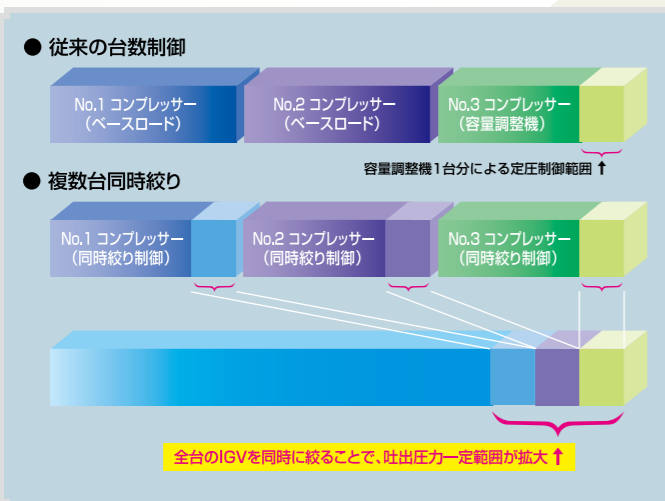 ● 従来の台数制御
No.1 コンプレッサー
（ベースロード）
No.2 コンプレッサー
（ベースロード）
No.3 コンプレッサー
（容量調整機）
容量調整機1台分による定圧制御範囲↑
● 複数台同時絞り
No.1 コンプレッサー
（同時絞り制御）
No.2 コンプレッサー
（同時絞り制御）
No.3 コンプレッサー
（同時絞り制御）
全台のIGVを同時に絞ることで、吐出圧力一定範囲が拡大↑